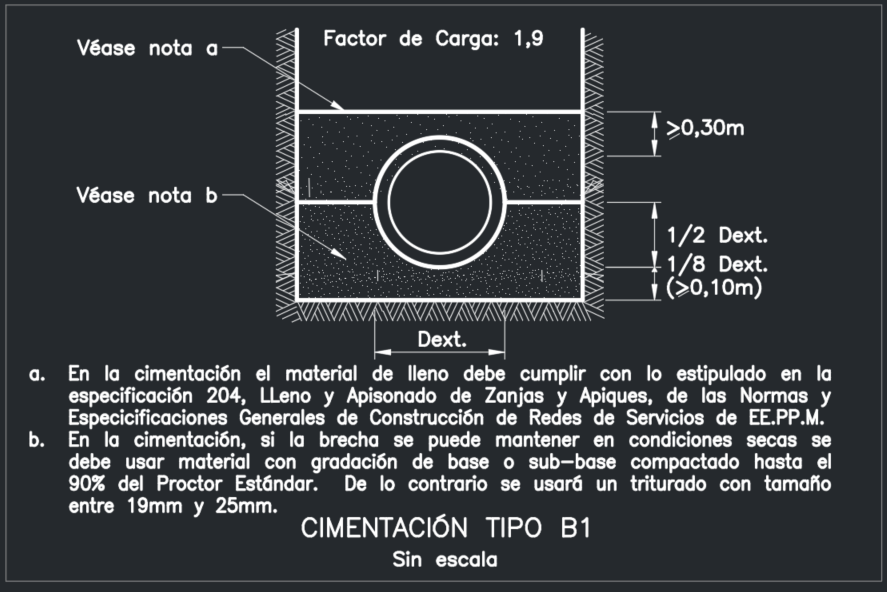 Factor de Carga: 1,9
Véase nota a
≥0,30m
Véase nota b
1/2 Dext.
1/8 Dext.
(≥0,10m)
Dext.
a. En la cimentación el material de lleno debe cumplir con lo estipulado en la
especificación 204, LLeno y Apisonado de Zanjas y Apiques, de las Normas y
Especicificaciones Generales de Construcción de Redes de Servicios de EE.PP.M.
b. En la cimentación, si la brecha se puede mantener en condiciones secas se
debe usar material con gradación de base o sub-base compactado hasta el
90% del Proctor Estándar. De lo contrario se usará un triturado con tamaño
entre 19mm y 25mm.
CIMENTACIÓN TIPO B1
Sin escala